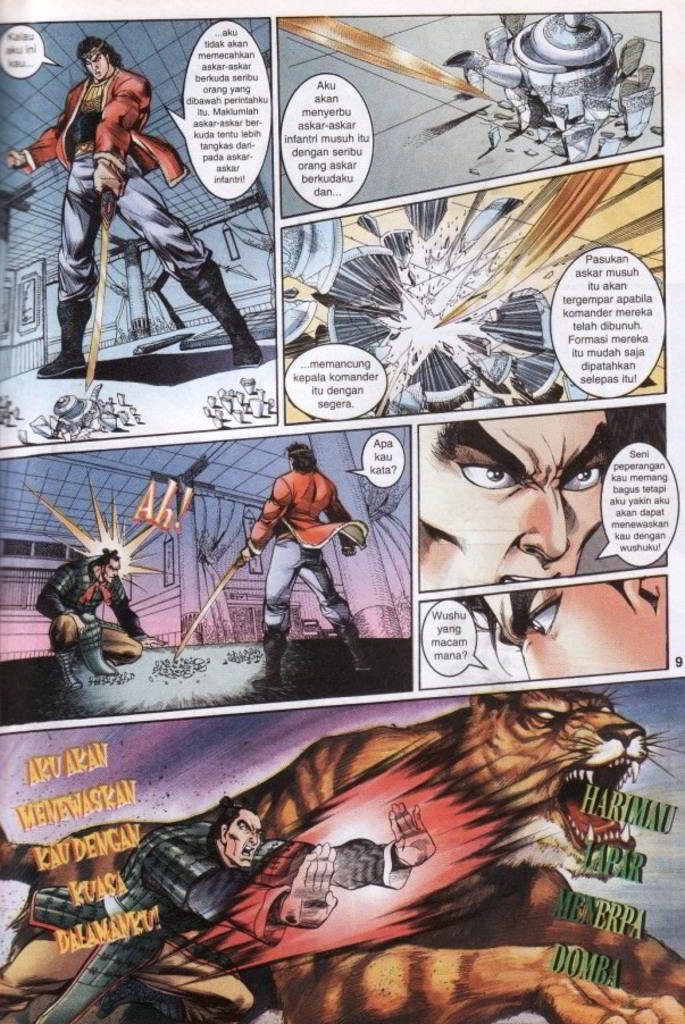 Kalau
aku ini
kau...
...aku
tidak akan
memecahkan
askar-askar
berkuda seribu
orang yang
dibawah perintahku
itu. Maklumlah
askar-askar ber-
kuda tentu lebih
tangkas dari-
pada askar-
askar
infantri!
Aku
akan
menyerbu
askar-askar
infantri musuh itu
dengan seribu
orang askar
berkudaku
dan...
...memancung
kepala komander
itu dengan
segera.
Pasukan
askar musuh
itu akan
tergempar apabila
komander mereka
telah dibunuh.
Formasi mereka
itu mudah saja
dipatahkan
selepas itu!
Ah!
Apa
kau
kata?
Seni
peperangan
kau memang
bagus tetapi
aku yakin aku
akan dapat
menewaskan
kau dengan
wushuku!
Wushu
yang
macam
mana?
9
AKU AKAN
MENEWASKAN
KAU DENGAN
KUASA
DALAMANKU!
HARIMAU
LAPAR
MENERPA
DOMBA